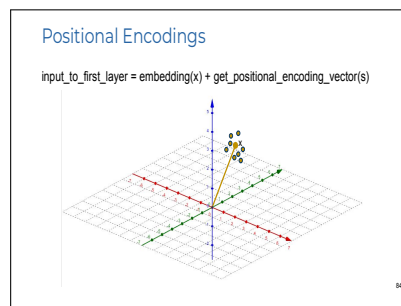 Positional Encodings
input_to_first_layer = embedding(x) + get_positional_encoding_vector(s)
x
84